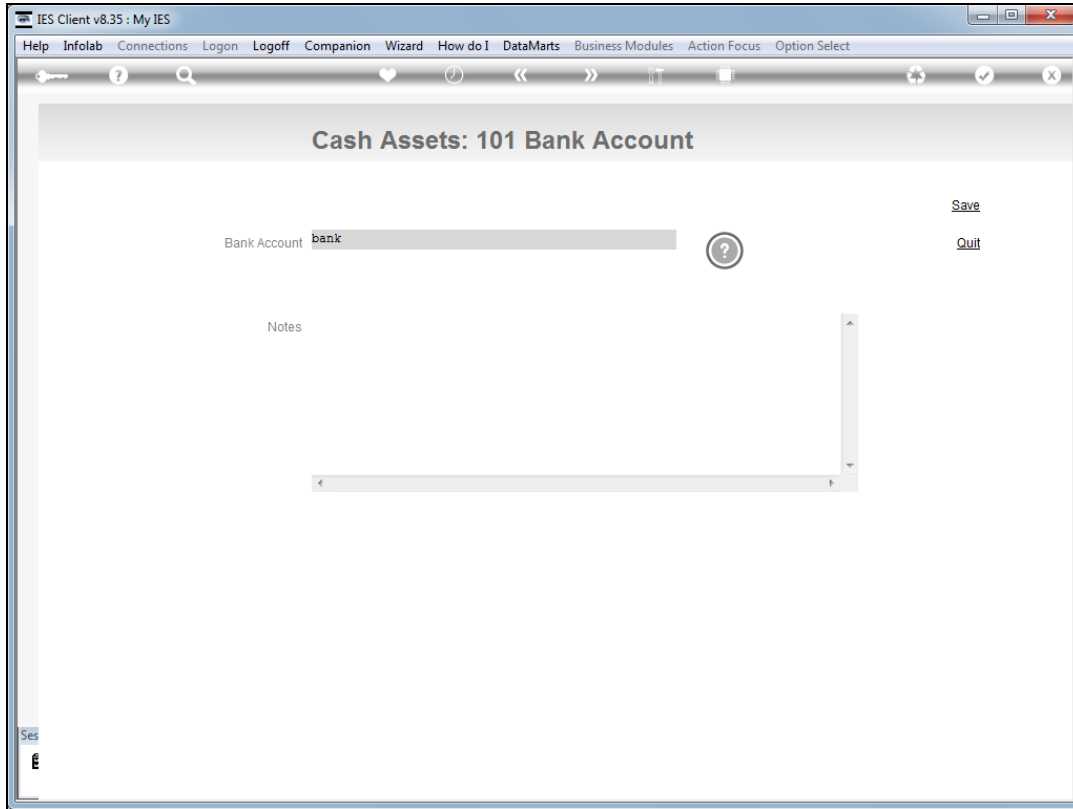 IES Client v8.35 : My IES
Help Infolab Connections Logon Logoff Companion Wizard How do I DataMarts Business Modules Action Focus Option Select
Cash Assets: 101 Bank Account
Save
Bank Account bank ? Quit
Notes
Ses